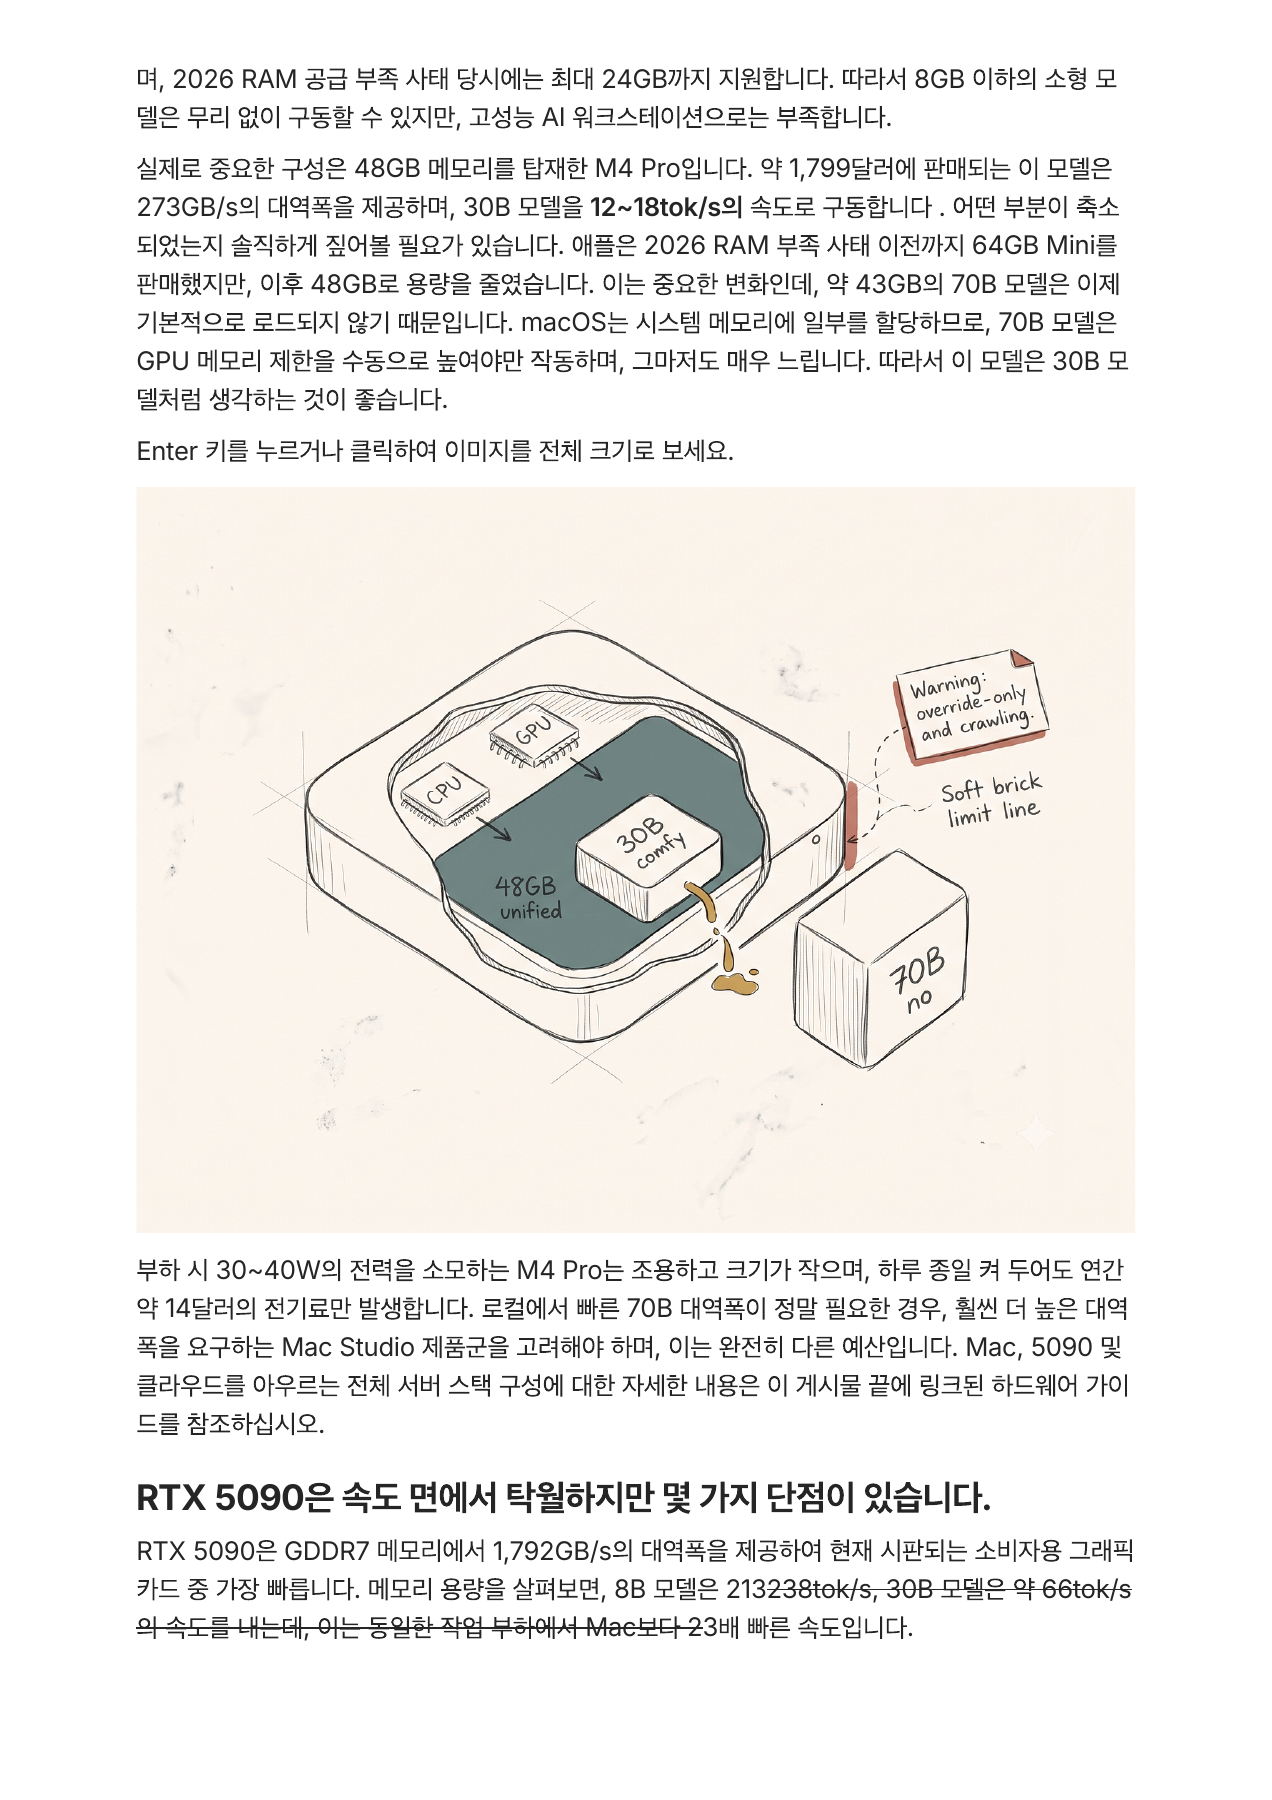 며, 2026 RAM 공급 부족 사태 당시에는 최대 24GB까지 지원합니다. 따라서 8GB 이하의 소형 모
델은 무리 없이 구동할 수 있지만, 고성능 AI 워크스테이션으로는 부족합니다.
실제로 중요한 구성은 48GB 메모리를 탑재한 M4 Pro입니다. 약 1,799달러에 판매되는 이 모델은
273GB/s의 대역폭을 제공하며, 30B 모델을 12~18tok/s의 속도로 구동합니다 . 어떤 부분이 축소
되었는지 솔직하게 짚어볼 필요가 있습니다. 애플은 2026 RAM 부족 사태 이전까지 64GB Mini를
판매했지만, 이후 48GB로 용량을 줄였습니다. 이는 중요한 변화인데, 약 43GB의 70B 모델은 이제
기본적으로 로드되지 않기 때문입니다. macOS는 시스템 메모리에 일부를 할당하므로, 70B 모델은
GPU 메모리 제한을 수동으로 높여야만 작동하며, 그마저도 매우 느립니다. 따라서 이 모델은 30B 모
델처럼 생각하는 것이 좋습니다.
Enter 키를 누르거나 클릭하여 이미지를 전체 크기로 보세요.
Warning:
override-only
and crawling.
GPU
CPU
Soft brick
limit line
30B
comfy
48GB
unified
70B
no
부하 시 30~40W의 전력을 소모하는 M4 Pro는 조용하고 크기가 작으며, 하루 종일 켜 두어도 연간
약 14달러의 전기료만 발생합니다. 로컬에서 빠른 70B 대역폭이 정말 필요한 경우, 훨씬 더 높은 대역
폭을 요구하는 Mac Studio 제품군을 고려해야 하며, 이는 완전히 다른 예산입니다. Mac, 5090 및
클라우드를 아우르는 전체 서버 스택 구성에 대한 자세한 내용은 이 게시물 끝에 링크된 하드웨어 가이
드를 참조하십시오.
RTX 5090은 속도 면에서 탁월하지만 몇 가지 단점이 있습니다.
RTX 5090은 GDDR7 메모리에서 1,792GB/s의 대역폭을 제공하여 현재 시판되는 소비자용 그래픽
카드 중 가장 빠릅니다. 메모리 용량을 살펴보면, 8B 모델은 213238tok/s, 30B 모델은 약 66tok/s
의 속도를 내는데, 이는 동일한 작업 부하에서 Mac보다 23배 빠른 속도입니다.